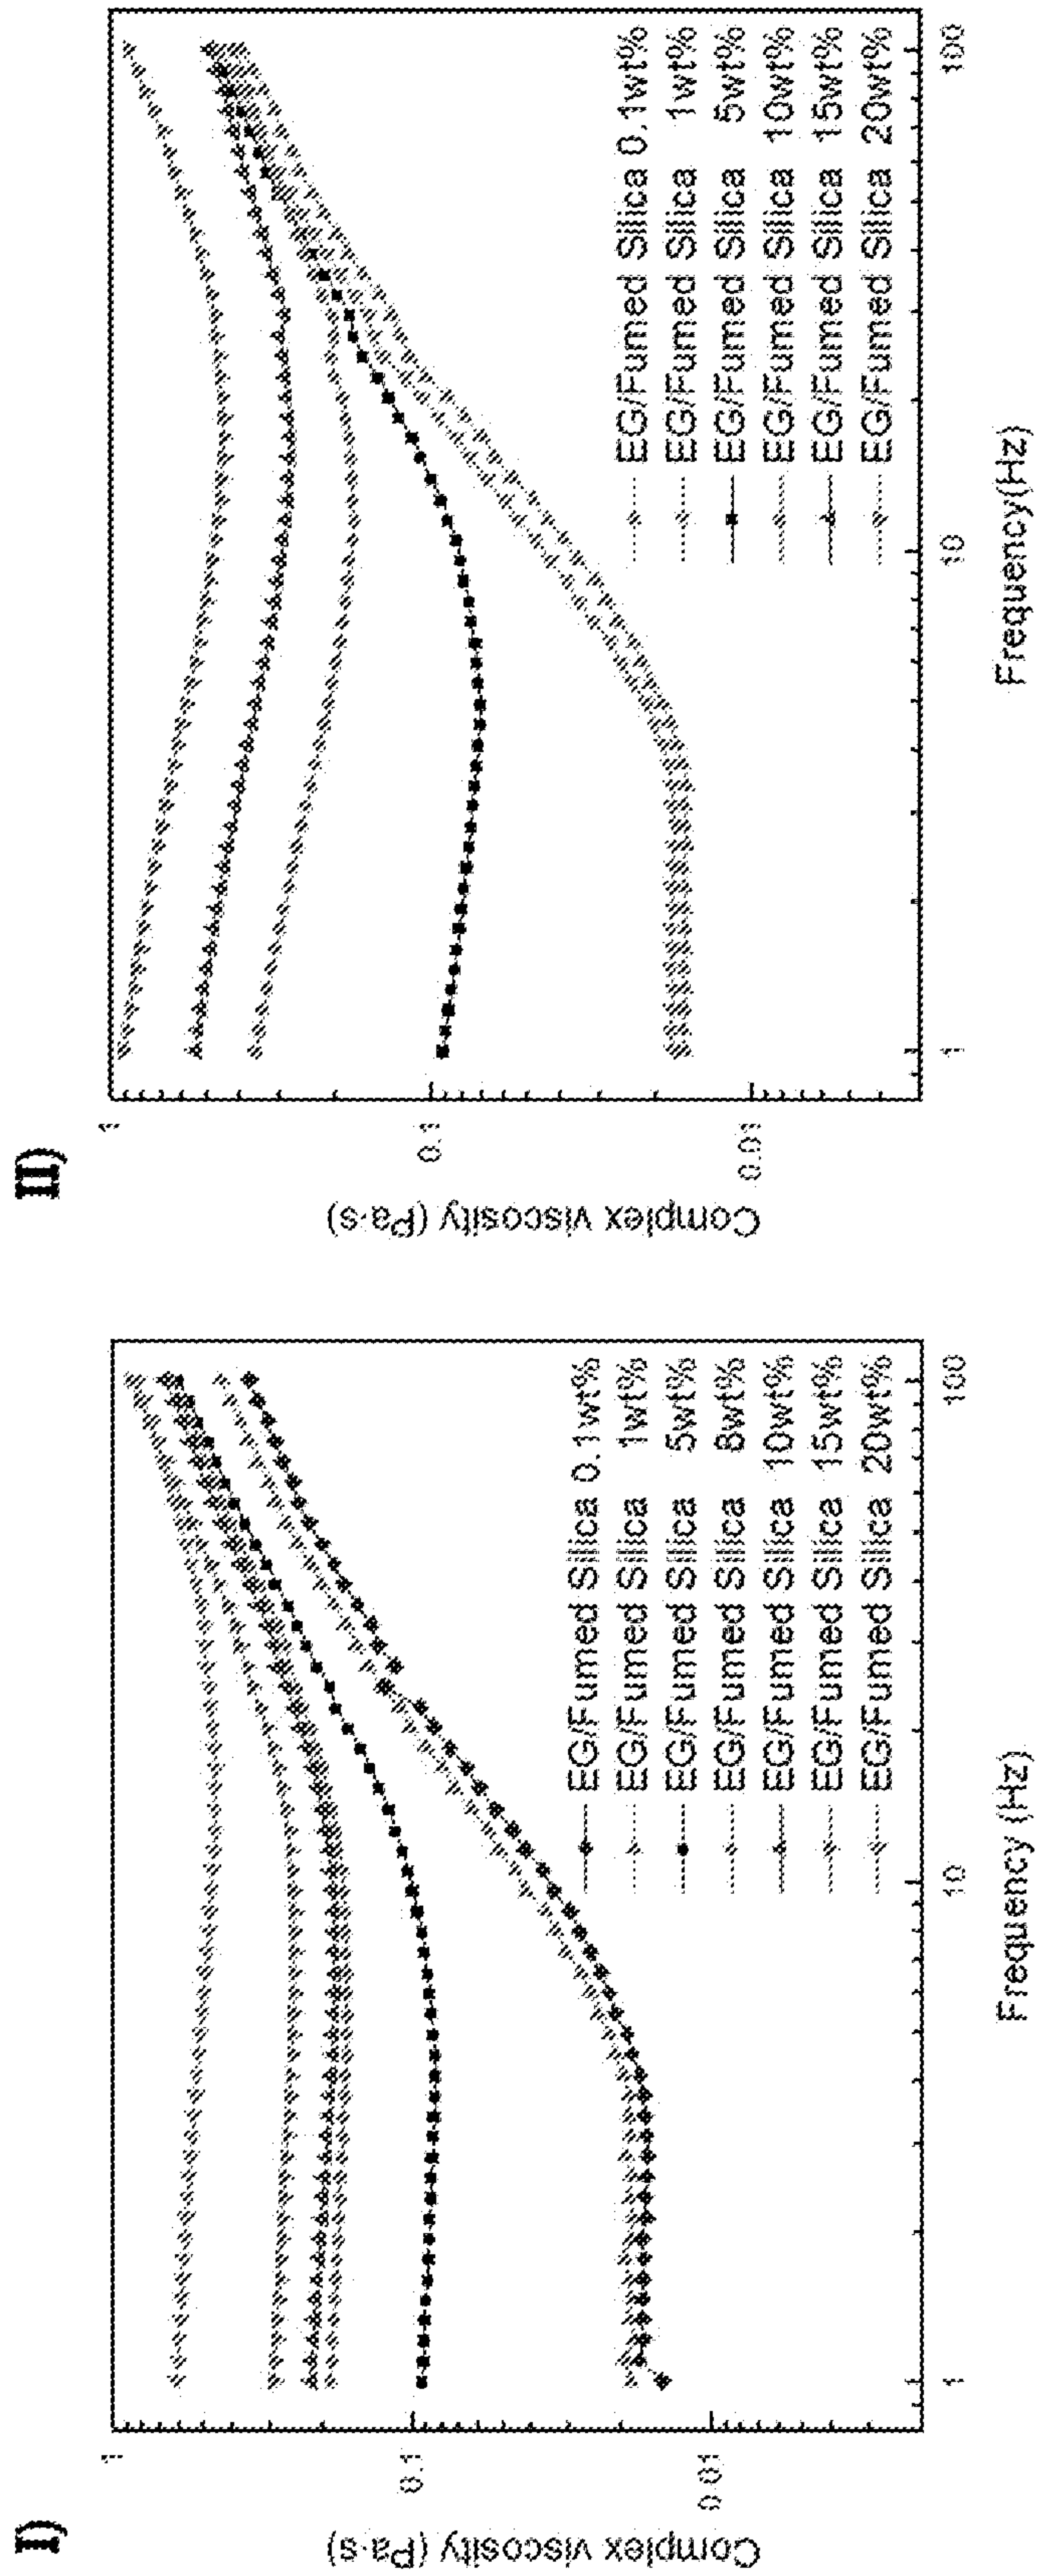 I)
Complex viscosity (Pa·s)
1
0.1
0.01
EG/Fumed Silica 0.1wt%
EG/Fumed Silica 1wt%
EG/Fumed Silica 5wt%
EG/Fumed Silica 8wt%
EG/Fumed Silica 10wt%
EG/Fumed Silica 15wt%
EG/Fumed Silica 20wt%
1
10
100
Frequency (Hz)
II)
Complex viscosity (Pa·s)
1
0.1
0.01
EG/Fumed Silica 0.1wt%
EG/Fumed Silica 1wt%
EG/Fumed Silica 5wt%
EG/Fumed Silica 10wt%
EG/Fumed Silica 15wt%
EG/Fumed Silica 20wt%
1
10
100
Frequency(Hz)